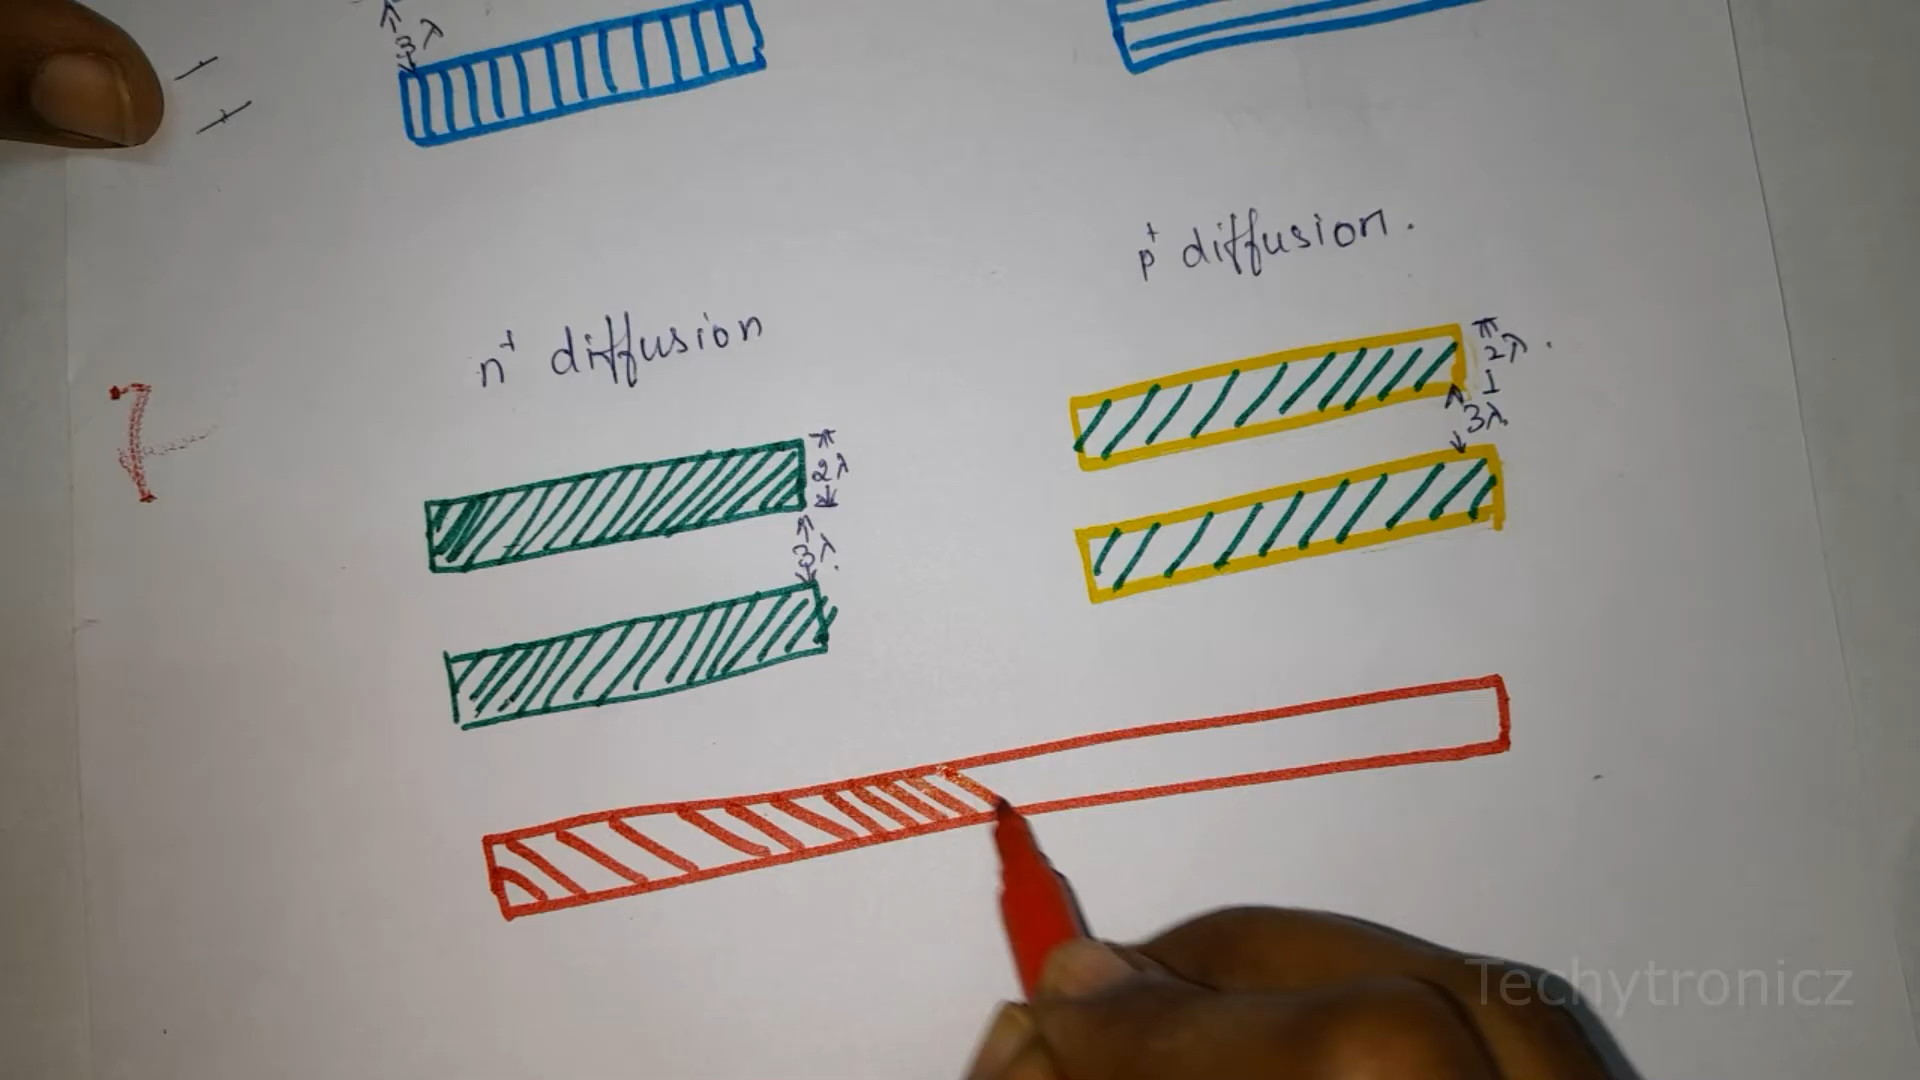 3λ
p+ diffusion.
n+ diffusion
2λ.
3λ
2λ
3λ.
Techytronicz